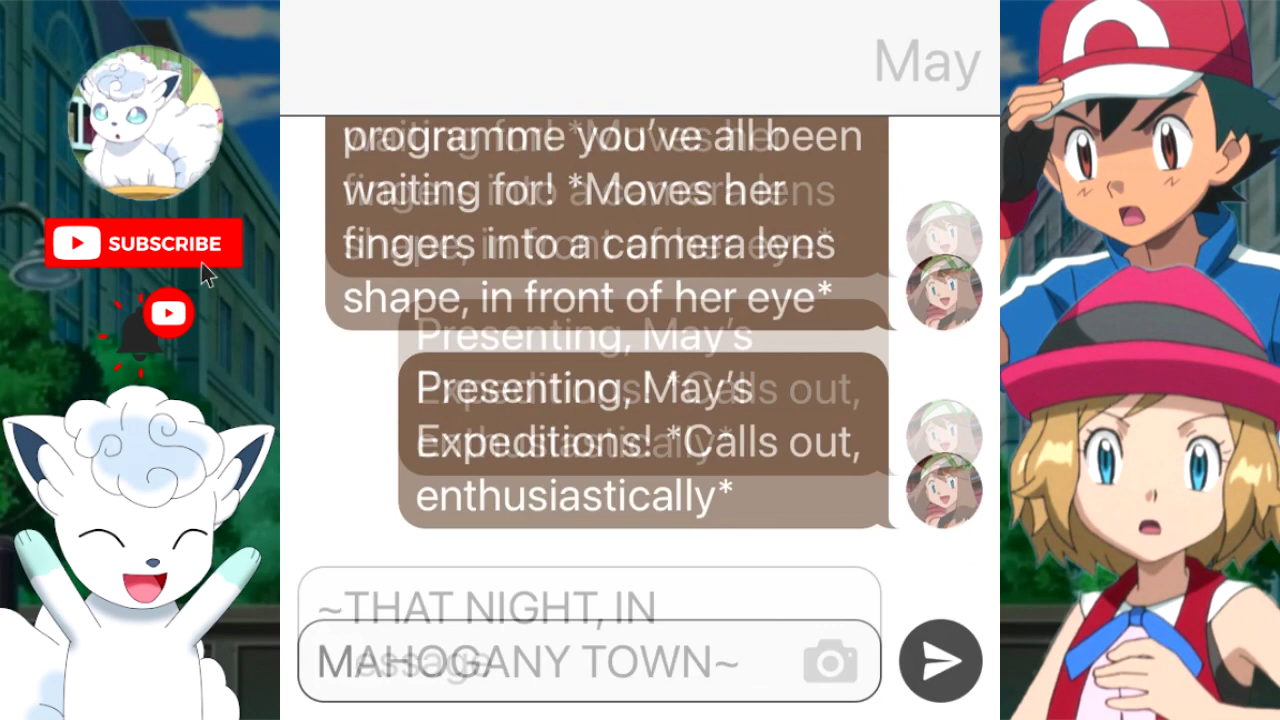 May
programme you've all been
waiting for! *Moves her
fingers into a camera lens
shape, in front of her eye*
Presenting, May's
Expeditions! *Calls out,
enthusiastically*
~THAT NIGHT, IN
MAHOGANY TOWN~
SUBSCRIBE